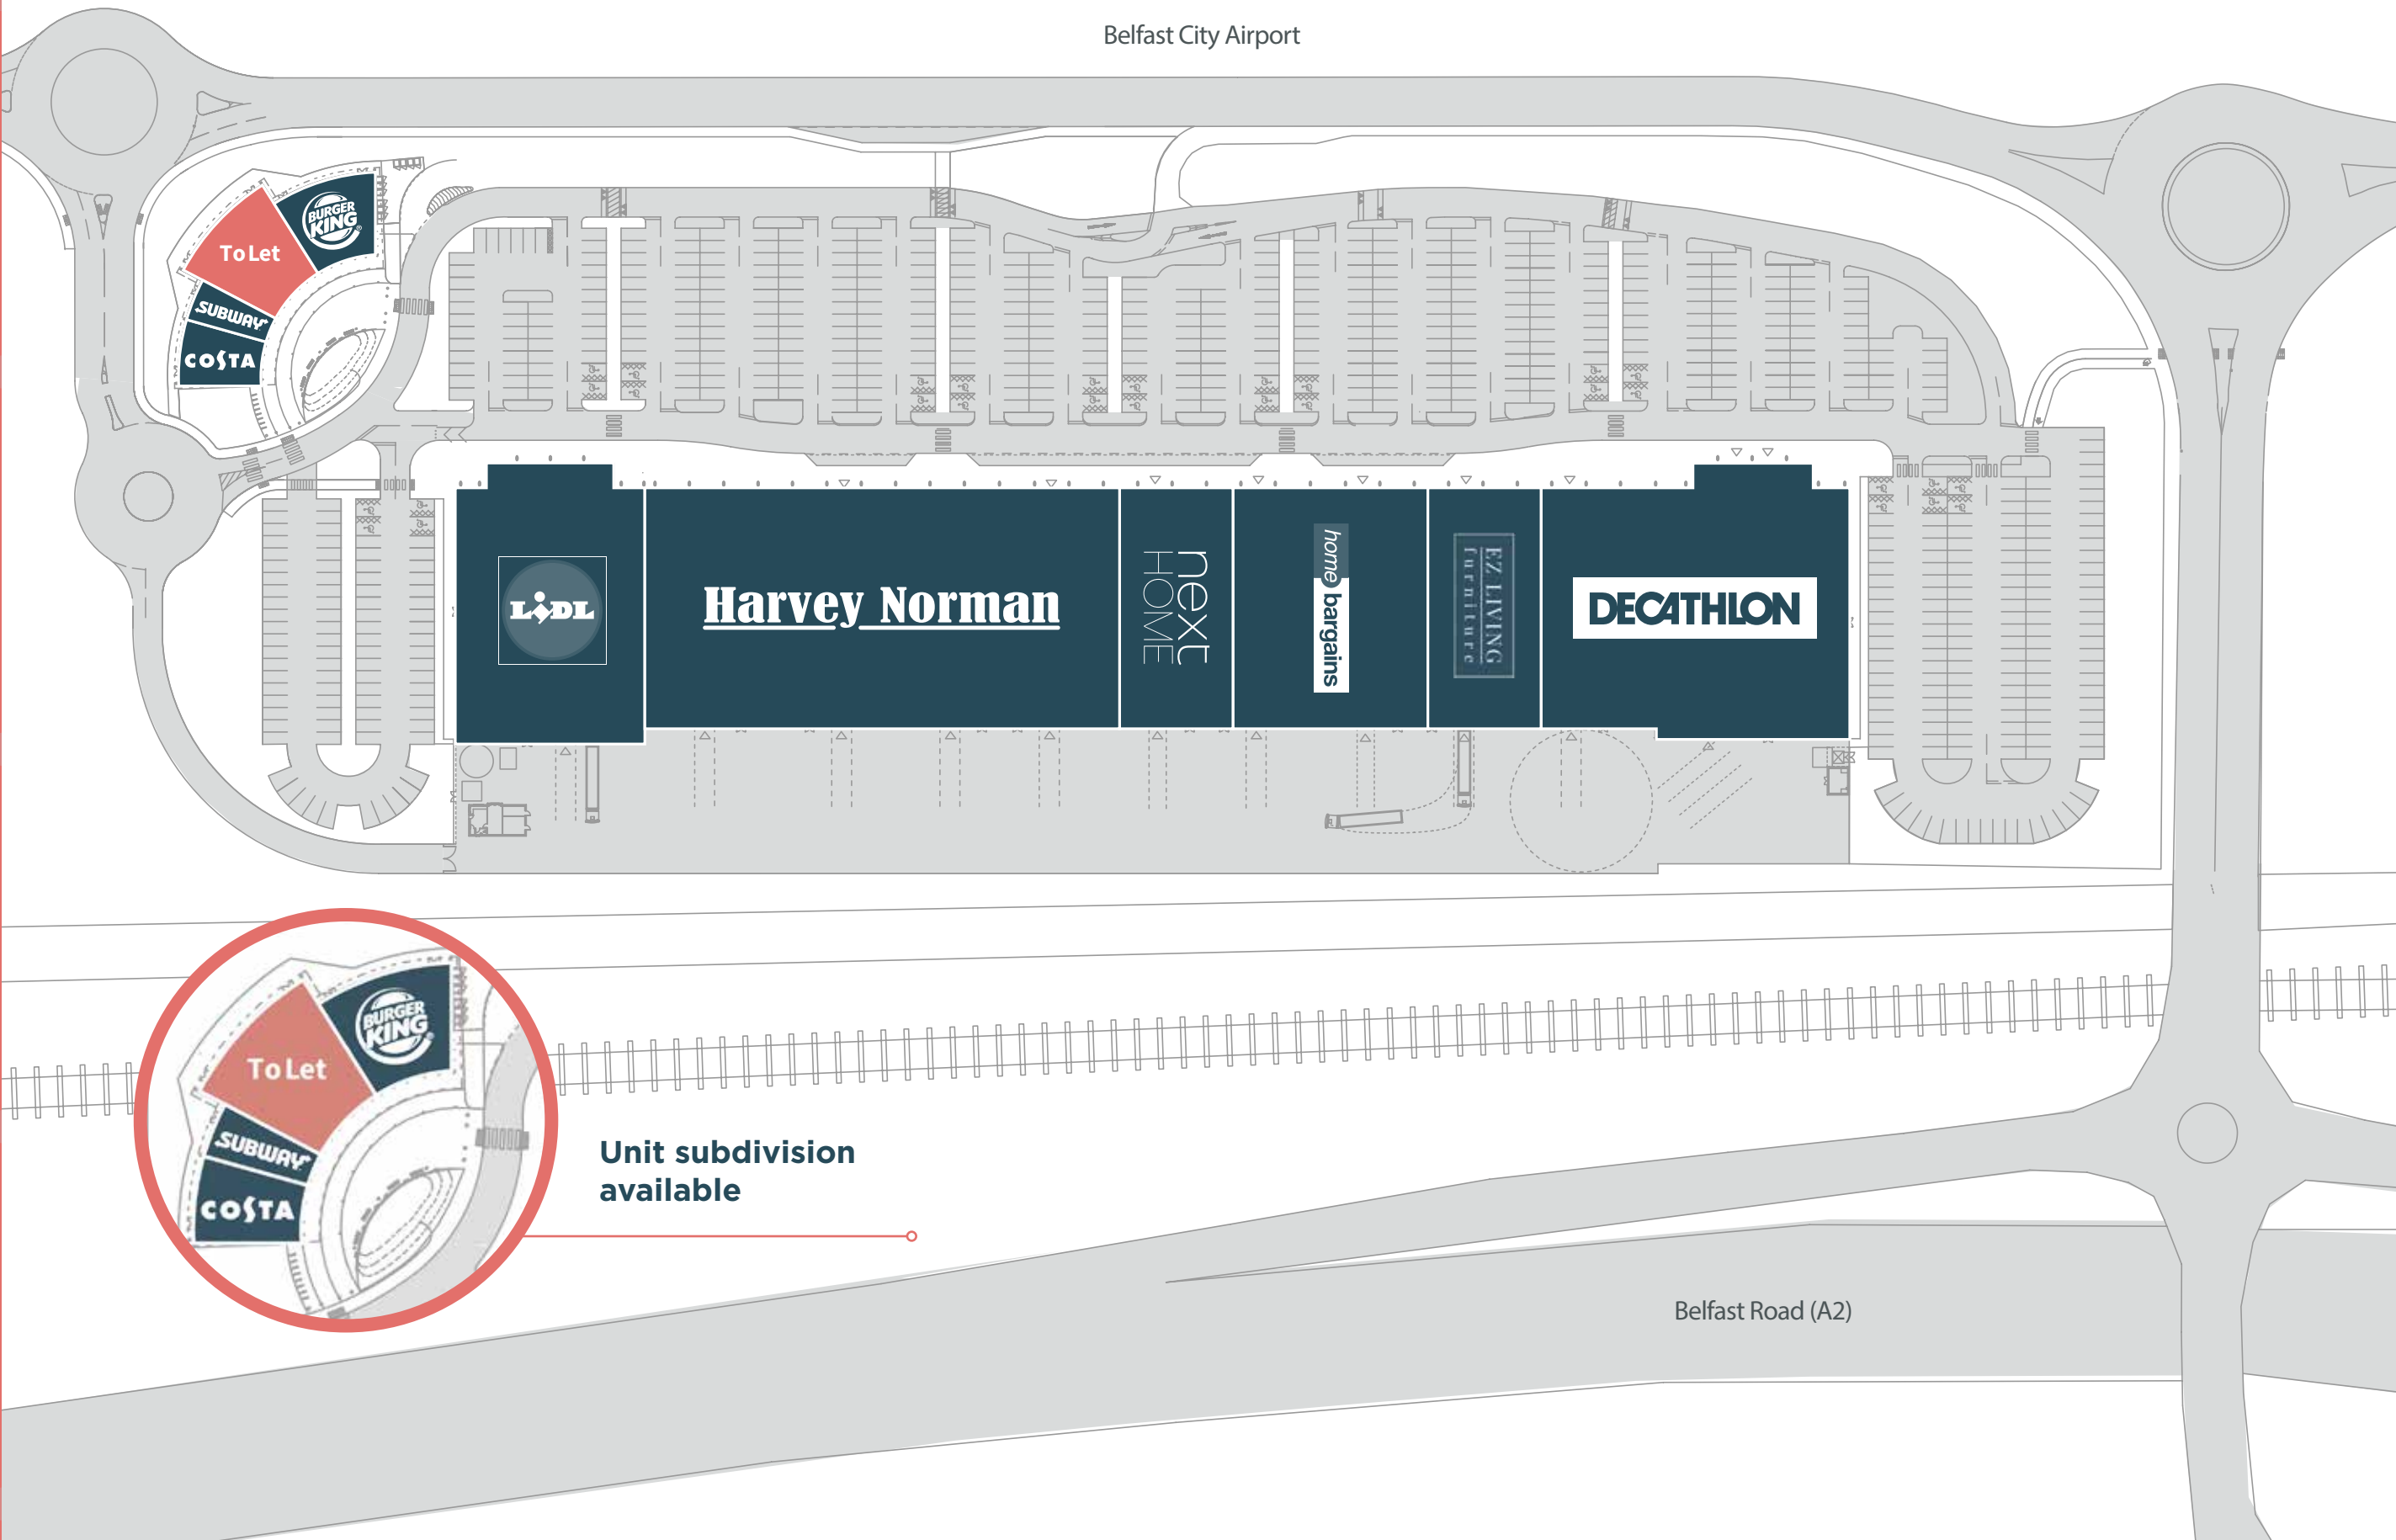 Belfast City Airport
BURGER
KING
To Let
SUBWAY
COSTA
LIDL
Harvey Norman
next
HOME
home bargains
EZ LIVING
furniture
DECATHLON
BURGER
KING
To Let
SUBWAY
COSTA
Unit subdivision
available
Belfast Road (A2)